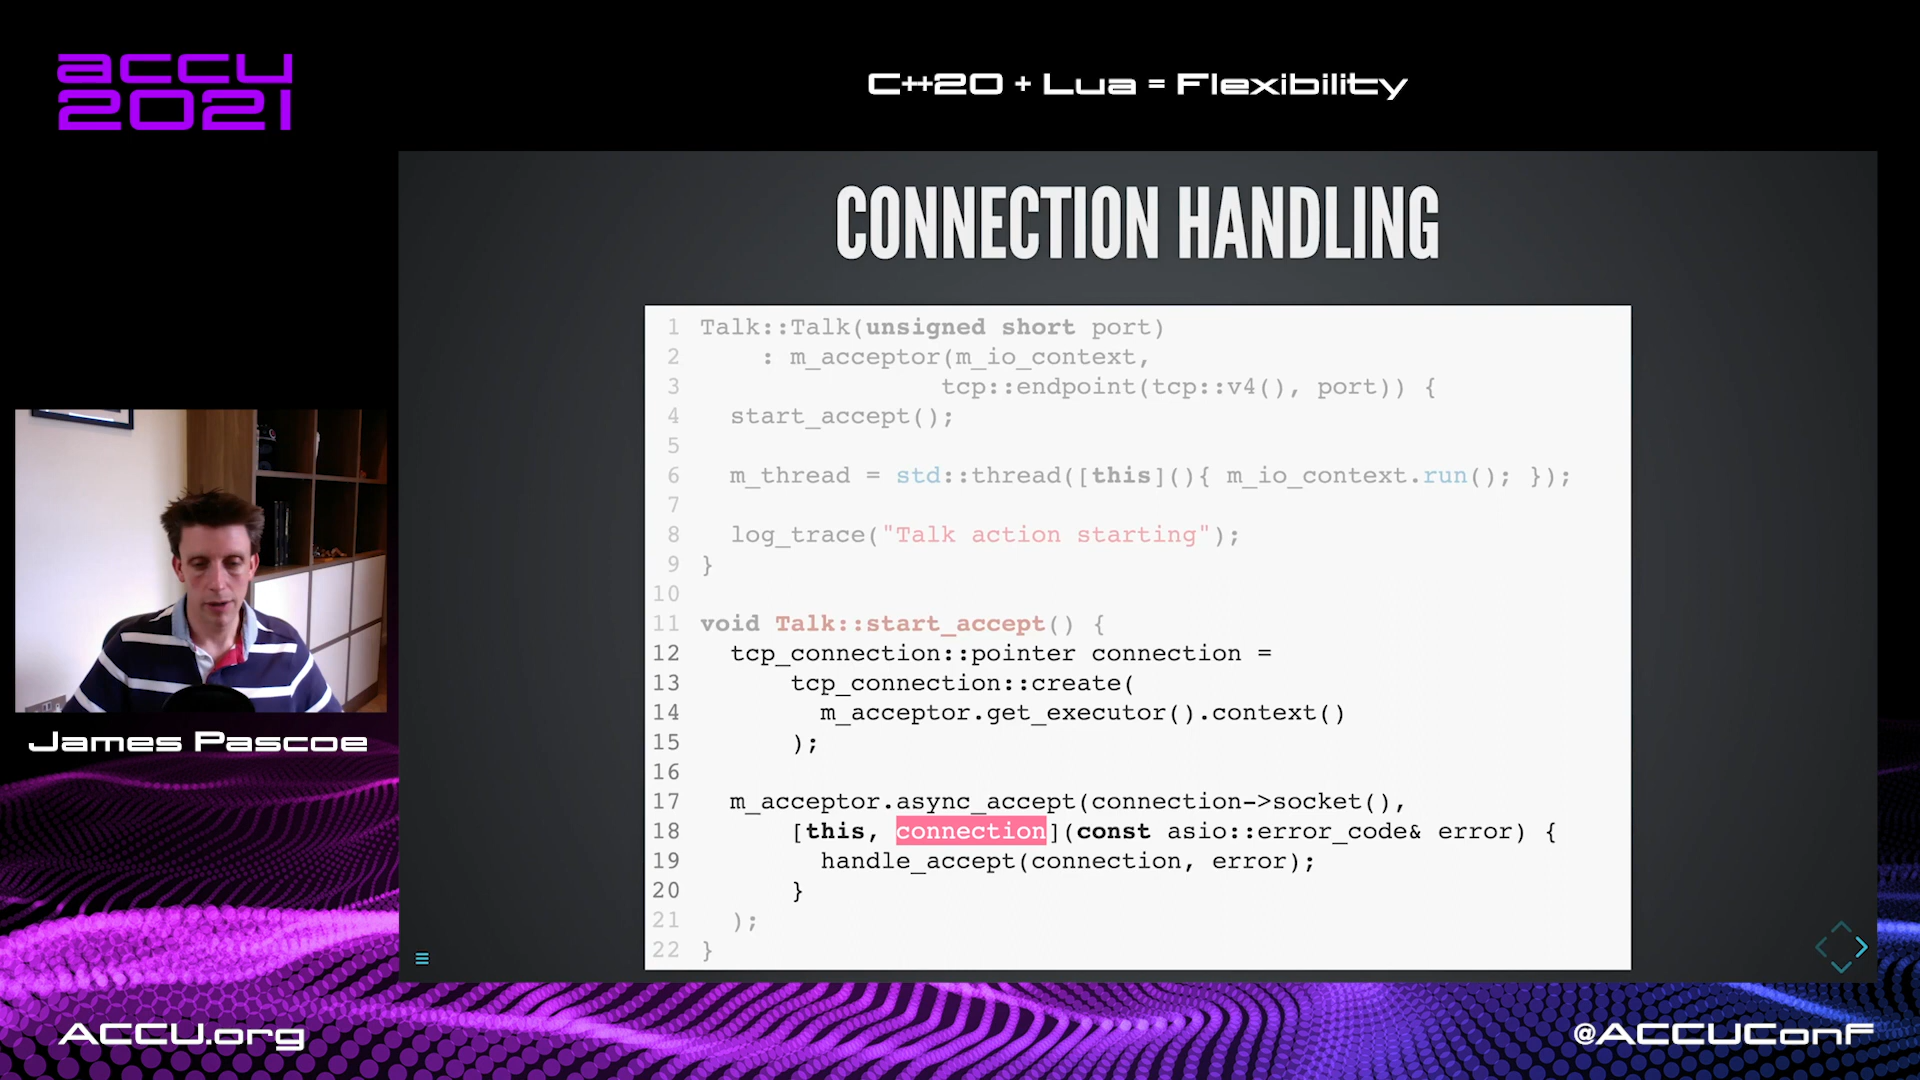 accu
2021
C++20 + Lua = Flexibility
CONNECTION HANDLING
1 Talk::Talk(unsigned short port)
2     : m_acceptor(m_io_context,
3                 tcp::endpoint(tcp::v4(), port)) {
4   start_accept();
5
6   m_thread = std::thread([this](){ m_io_context.run(); });
7
8   log_trace("Talk action starting");
9 }
10
11 void Talk::start_accept() {
12   tcp_connection::pointer connection =
13       tcp_connection::create(
14         m_acceptor.get_executor().context()
15       );
16
17   m_acceptor.async_accept(connection->socket(),
18       [this, connection](const asio::error_code& error) {
19         handle_accept(connection, error);
20       }
21   );
22 }
James Pascoe
ACCU.org
@ACCUConf